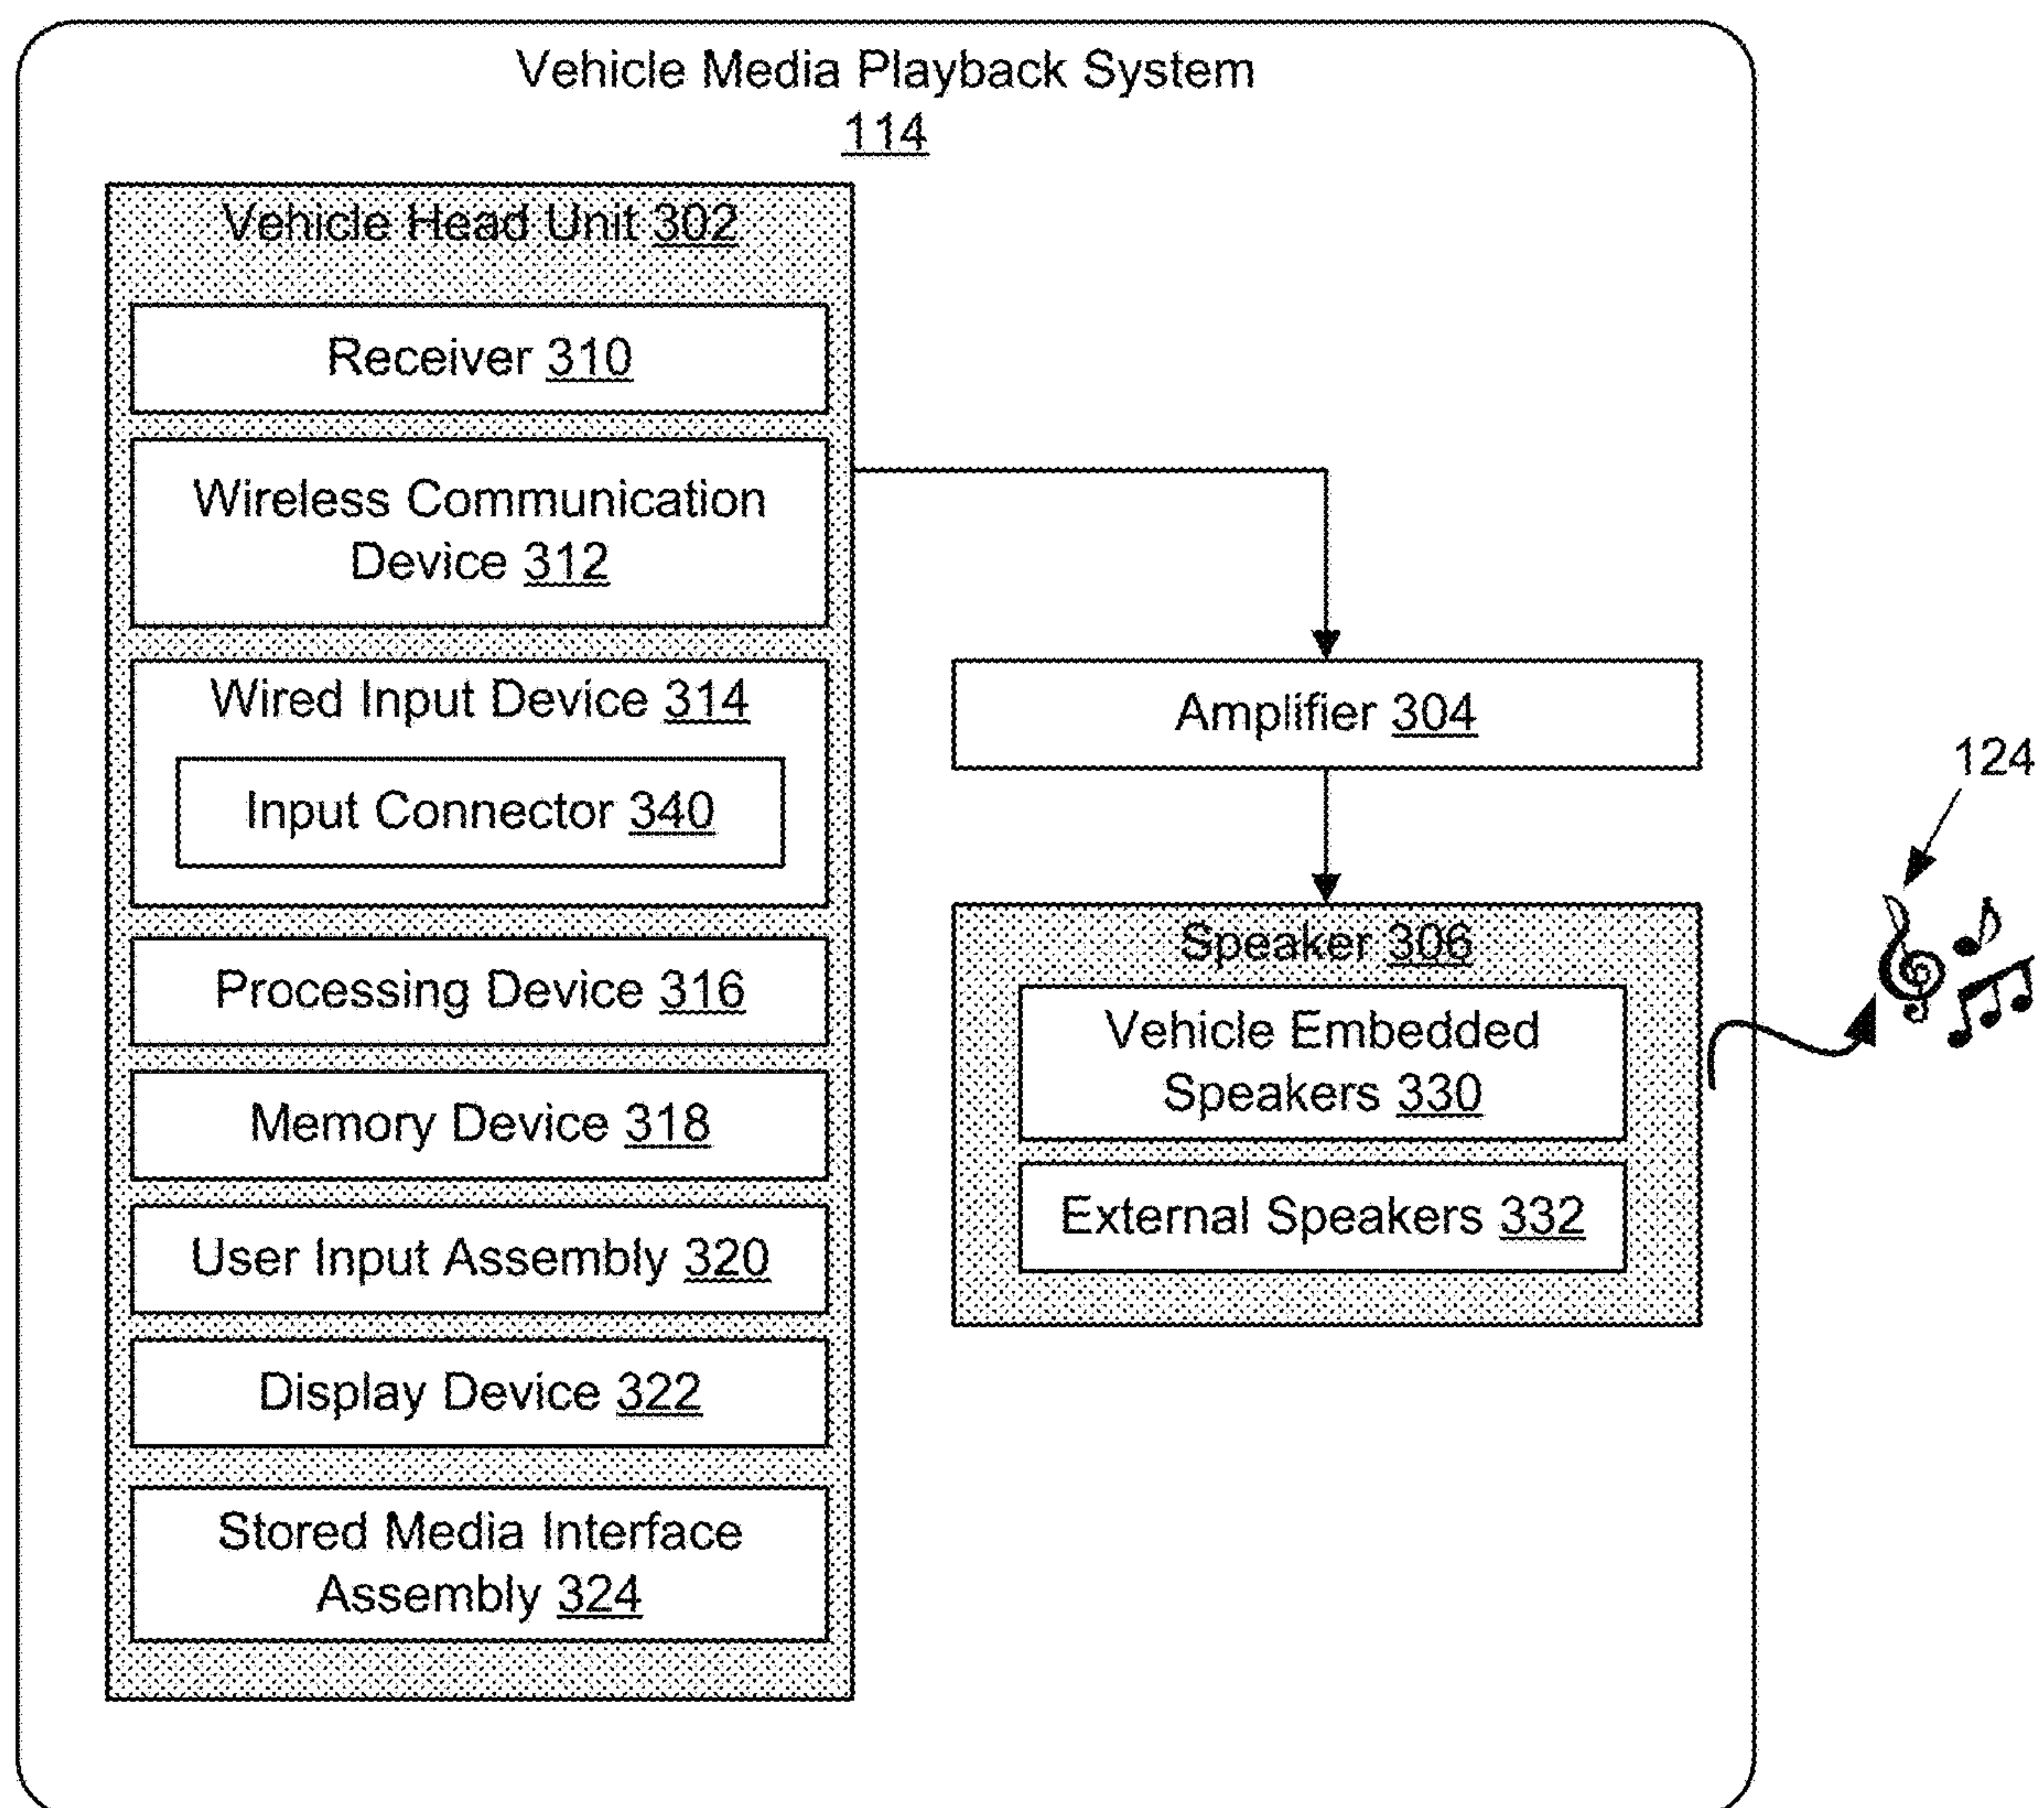 Vehicle Media Playback System
114
Vehicle Head Unit 302
Receiver 310
Wireless Communication
Device 312
Wired Input Device 314
Input Connector 340
Processing Device 316
Memory Device 318
User Input Assembly 320
Display Device 322
Stored Media Interface
Assembly 324
Amplifier 304
Speaker 306
Vehicle Embedded
Speakers 330
External Speakers 332
124